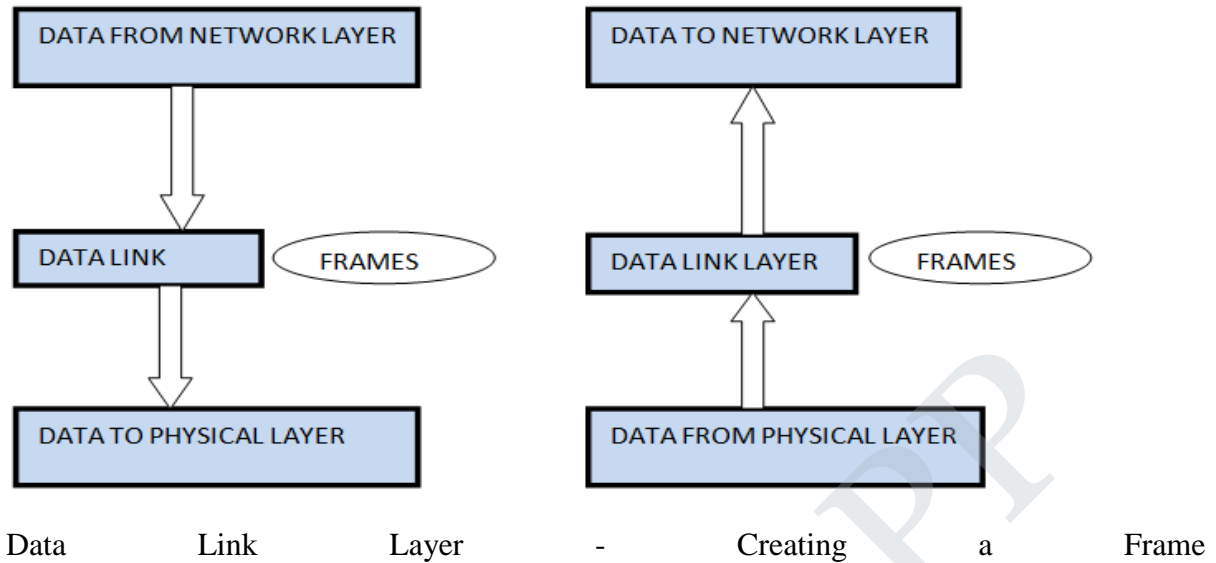 DATA FROM NETWORK LAYER
DATA TO NETWORK LAYER
DATA LINK
FRAMES
DATA LINK LAYER
FRAMES
DATA TO PHYSICAL LAYER
DATA FROM PHYSICAL LAYER
PP
Data Link Layer - Creating a Frame